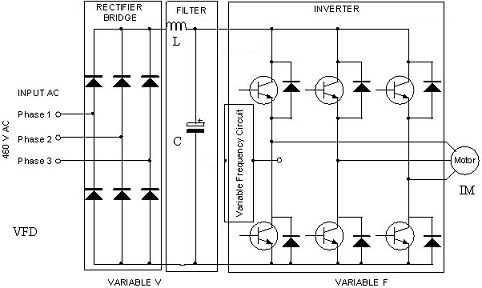 RECTIFIER
BRIDGE
FILTER
INVERTER
L
INPUT AC
Phase 1
Phase 2
Phase 3
460 V AC
C
+
Variable Frequency Circuit
Motor
IM
VFD
VARIABLE V
VARIABLE F